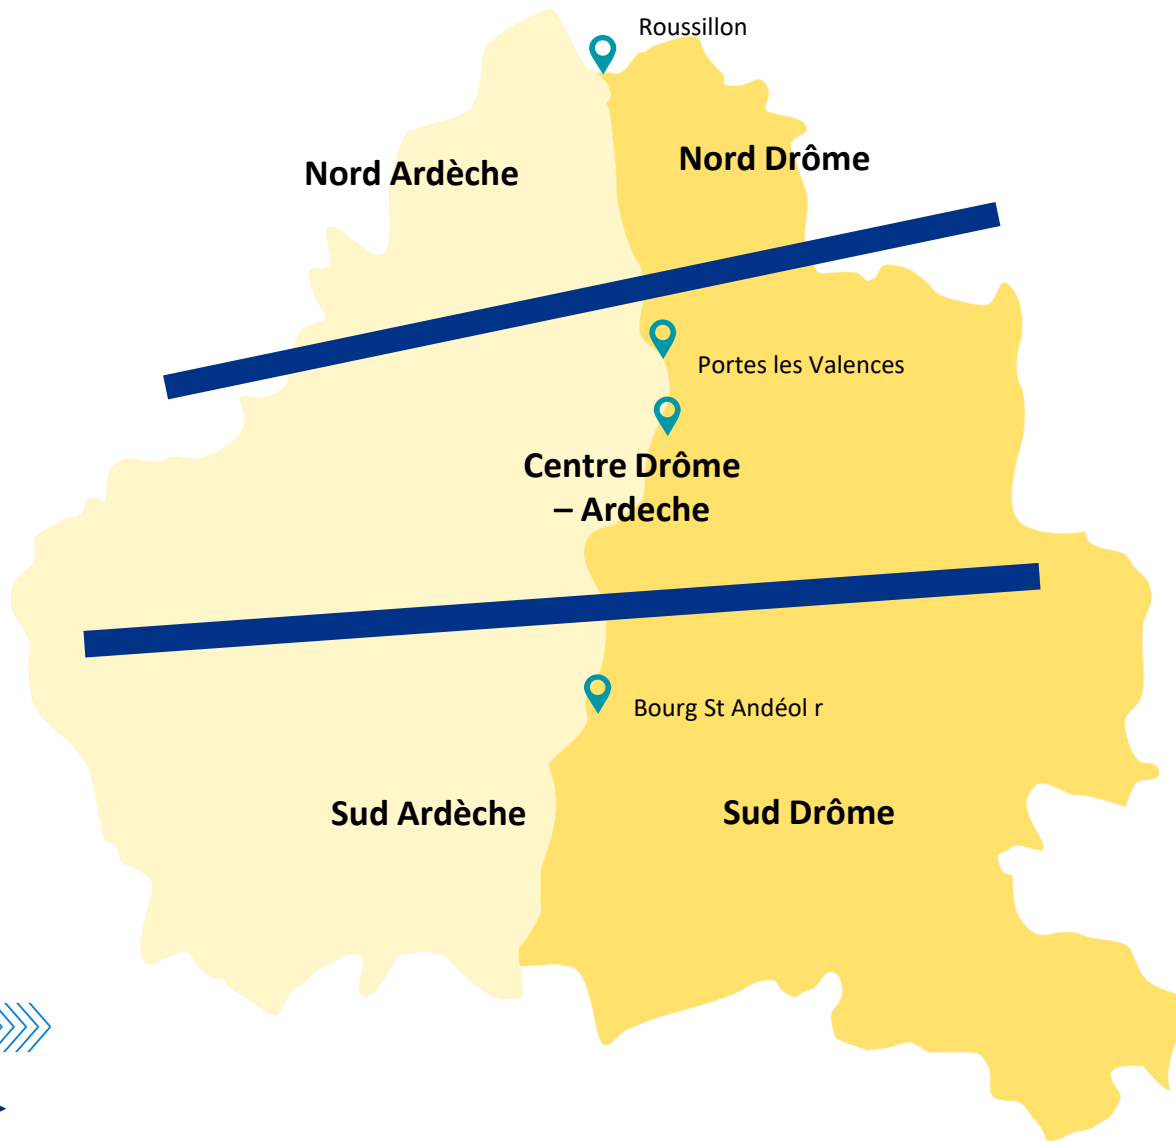 Roussillon
Nord Ardèche
Nord Drôme
Portes les Valences
Centre Drôme
– Ardeche
Bourg St Andéol r
Sud Ardèche
Sud Drôme